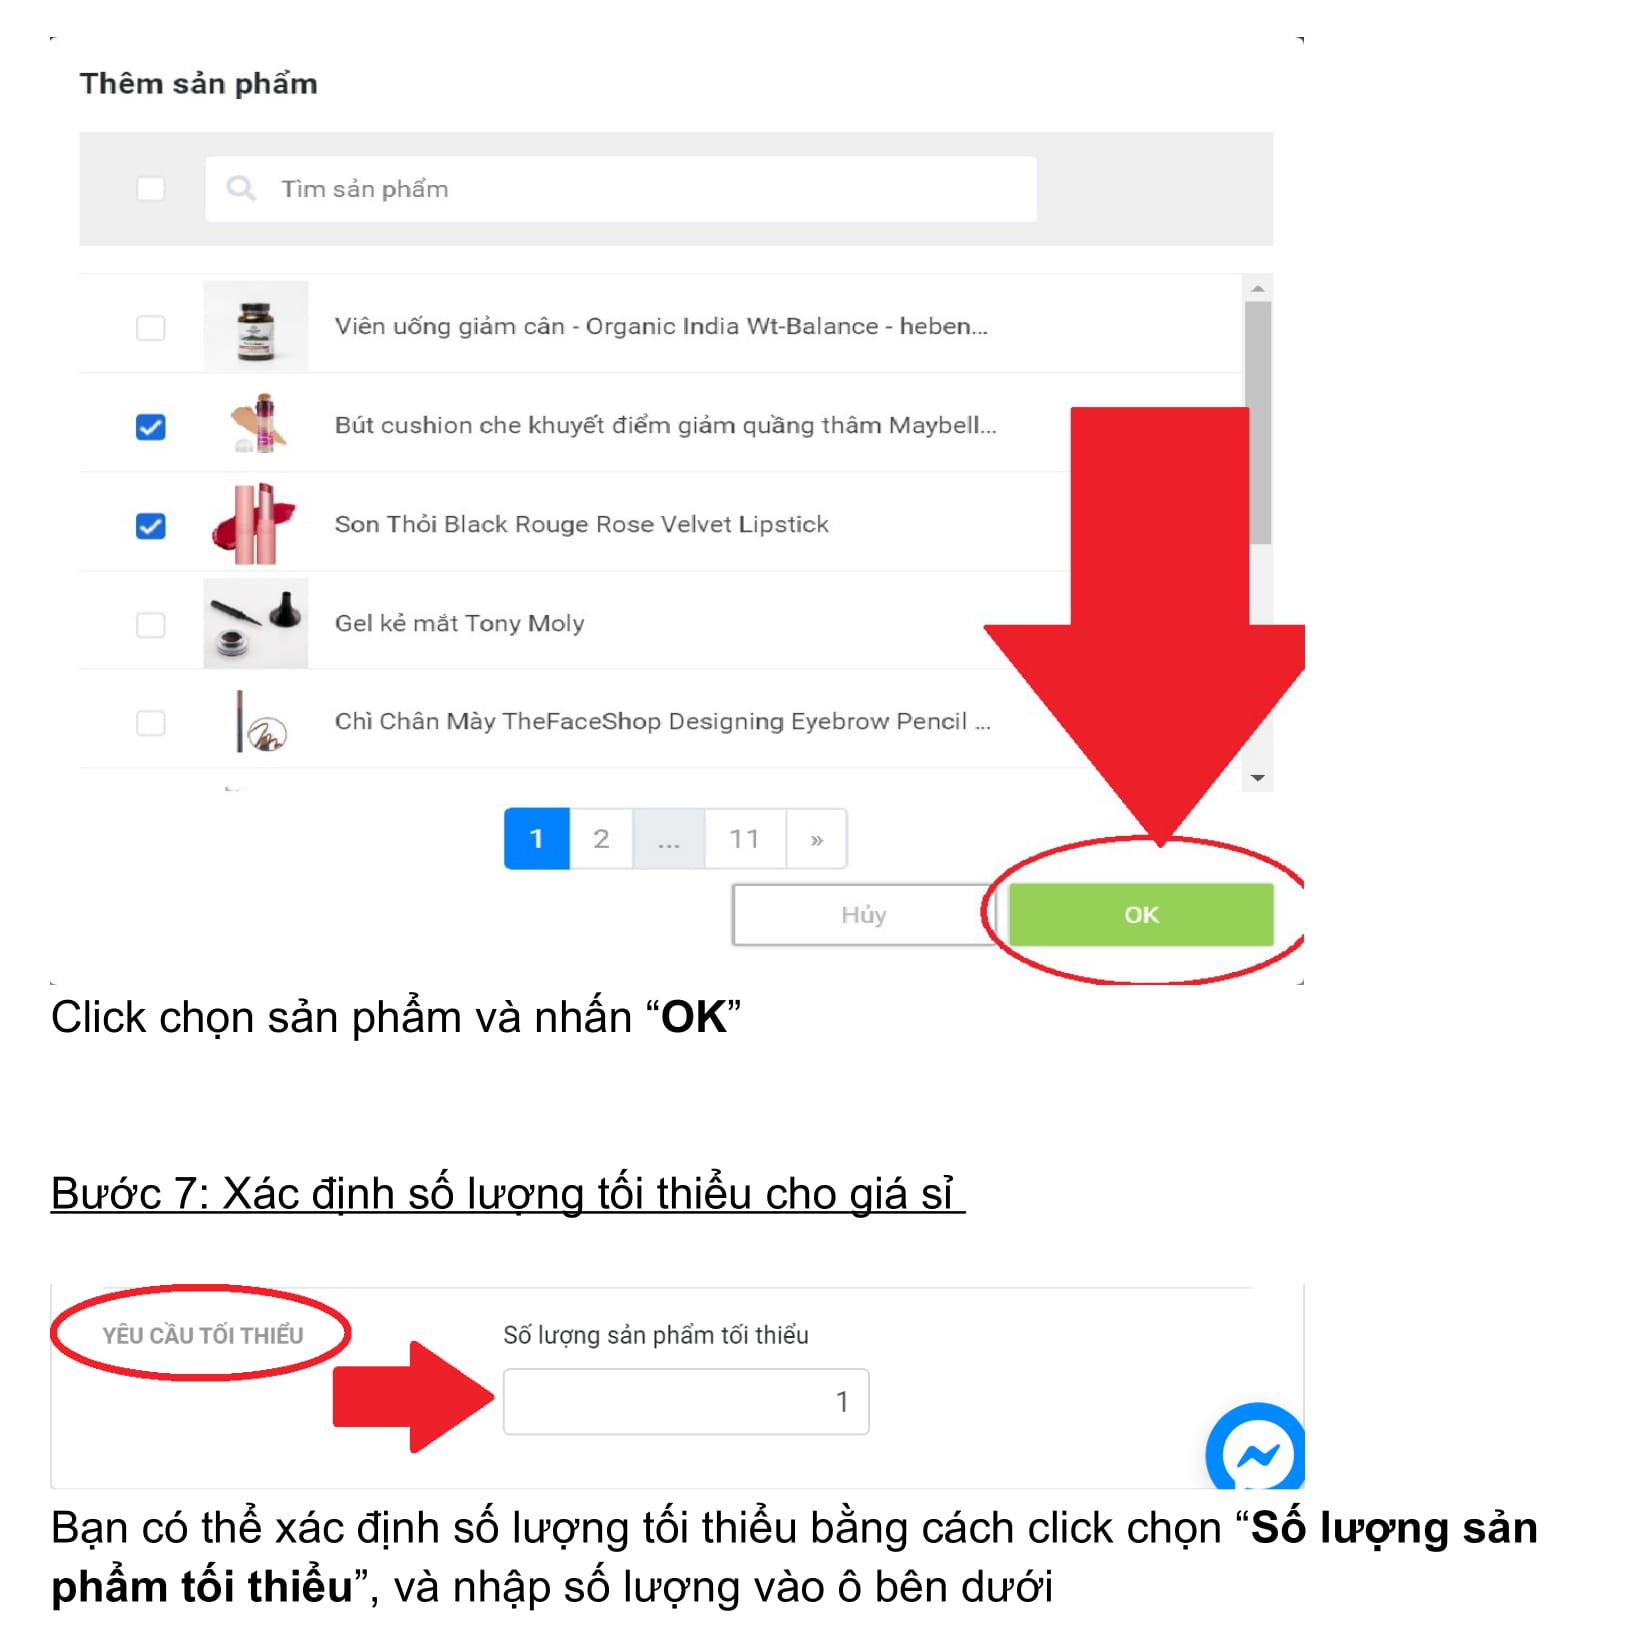 Thêm sản phẩm
Tìm sản phẩm
Viên uống giảm cân - Organic India Wt-Balance - heben...
Bút cushion che khuyết điểm giảm quầng thâm Maybell...
Son Thỏi Black Rouge Rose Velvet Lipstick
Gel kẻ mắt Tony Moly
Chì Chân Mày TheFaceShop Designing Eyebrow Pencil ...
1 2 ... 11 »
Hủy OK
Click chọn sản phẩm và nhấn “OK”
Bước 7: Xác định số lượng tối thiểu cho giá sỉ
YÊU CẦU TỐI THIỂU Số lượng sản phẩm tối thiểu
1
Bạn có thể xác định số lượng tối thiểu bằng cách click chọn “Số lượng sản
phẩm tối thiểu”, và nhập số lượng vào ô bên dưới